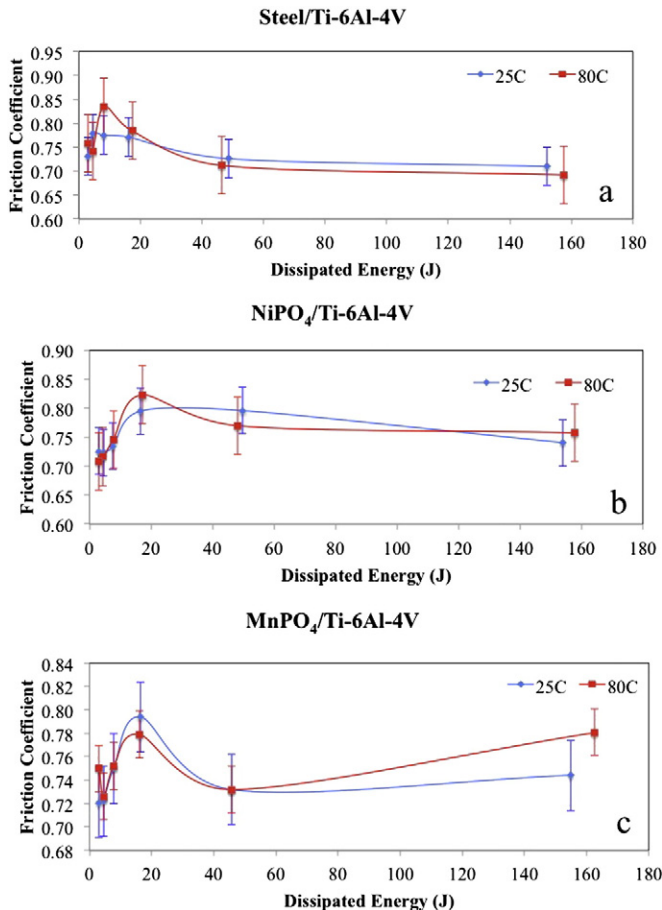 Steel/Ti-6Al-4V
0.95
0.90
0.85
0.80
0.75
0.70
0.65
0.60
Friction Coefficient
25C 80C
a
0 20 40 60 80 100 120 140 160 180
Dissipated Energy (J)
NiPO₄/Ti-6Al-4V
0.90
0.85
0.80
0.75
0.70
0.65
0.60
Friction Coefficient
25C 80C
b
0 20 40 60 80 100 120 140 160 180
Dissipated Energy (J)
MnPO₄/Ti-6Al-4V
0.84
0.82
0.80
0.78
0.76
0.74
0.72
0.70
0.68
Friction Coefficient
25C 80C
c
0 20 40 60 80 100 120 140 160 180
Dissipated Energy (J)